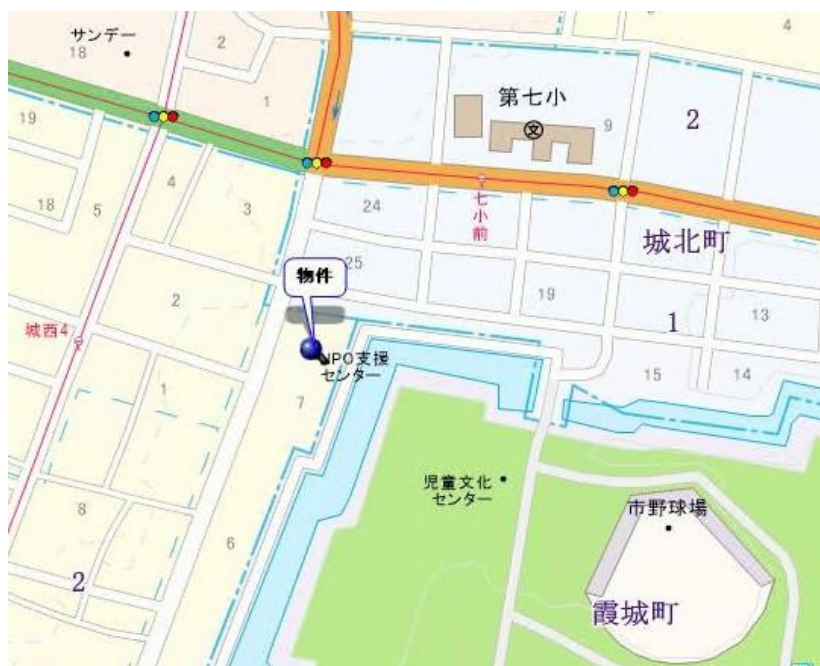 サンデー
18
2
4
1
第七小
文
9
2
19
4
18
5
3
24
七小前
城北町
物件
25
2
19
13
城西4
1
NPO支援
センター
15
14
1
7
児童文化
センター
市野球場
8
6
2
霞城町